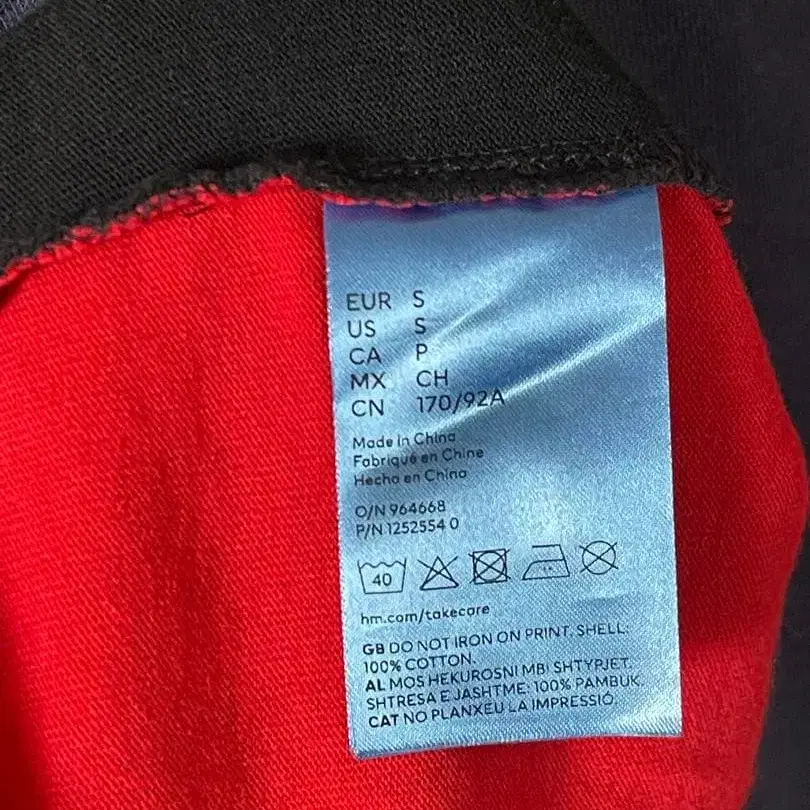 EUR S
US S
CA P
MX CH
CN 170/92A
Made in China
Fabriqué en Chine
Hecho en China
O/N 964668
P/N 1252554 0
40
hm.com/takecare
GB DO NOT IRON ON PRINT. SHELL:
100% COTTON.
AL MOS HEKUROSNI MBI SHTYPJET.
SHTRESA E JASHTME: 100% PAMBUK.
CAT NO PLANXEU LA IMPRESSIÓ.